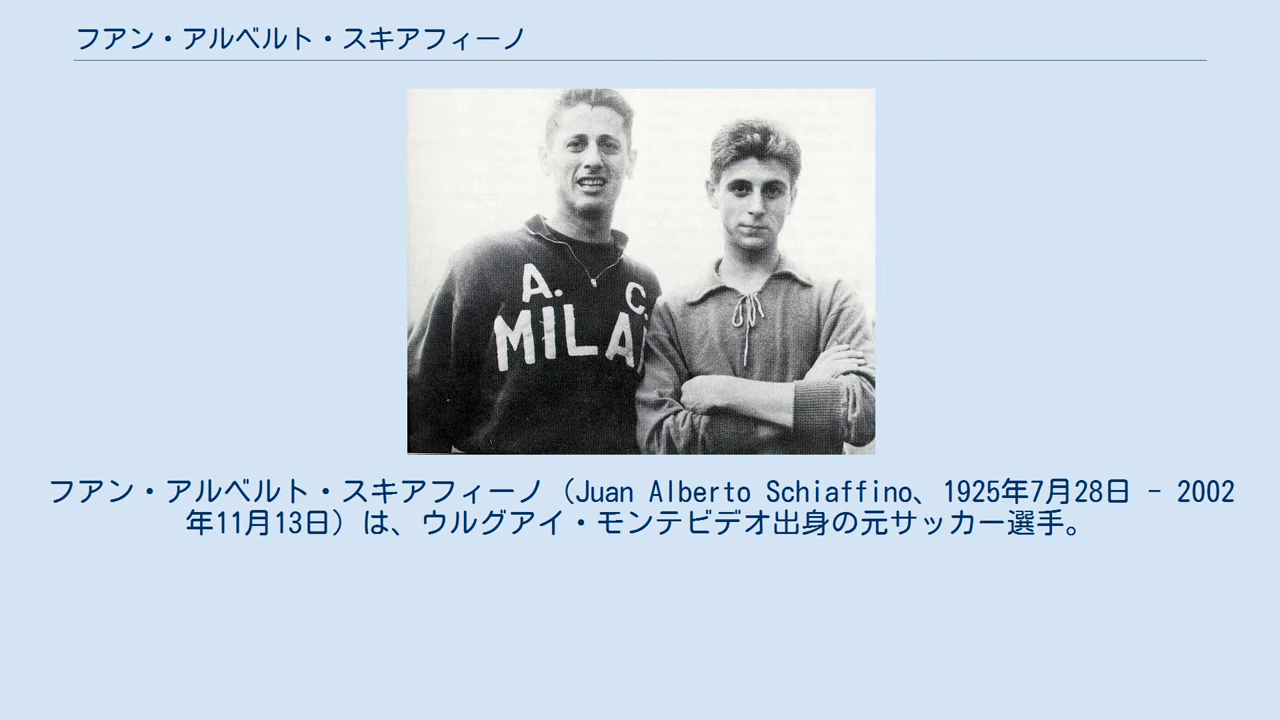 フアン・アルベルト・スキアフィーノ
A. C.
MILA
フアン・アルベルト・スキアフィーノ（Juan Alberto Schiaffino、1925年7月28日 - 2002
年11月13日）は、ウルグアイ・モンテビデオ出身の元サッカー選手。